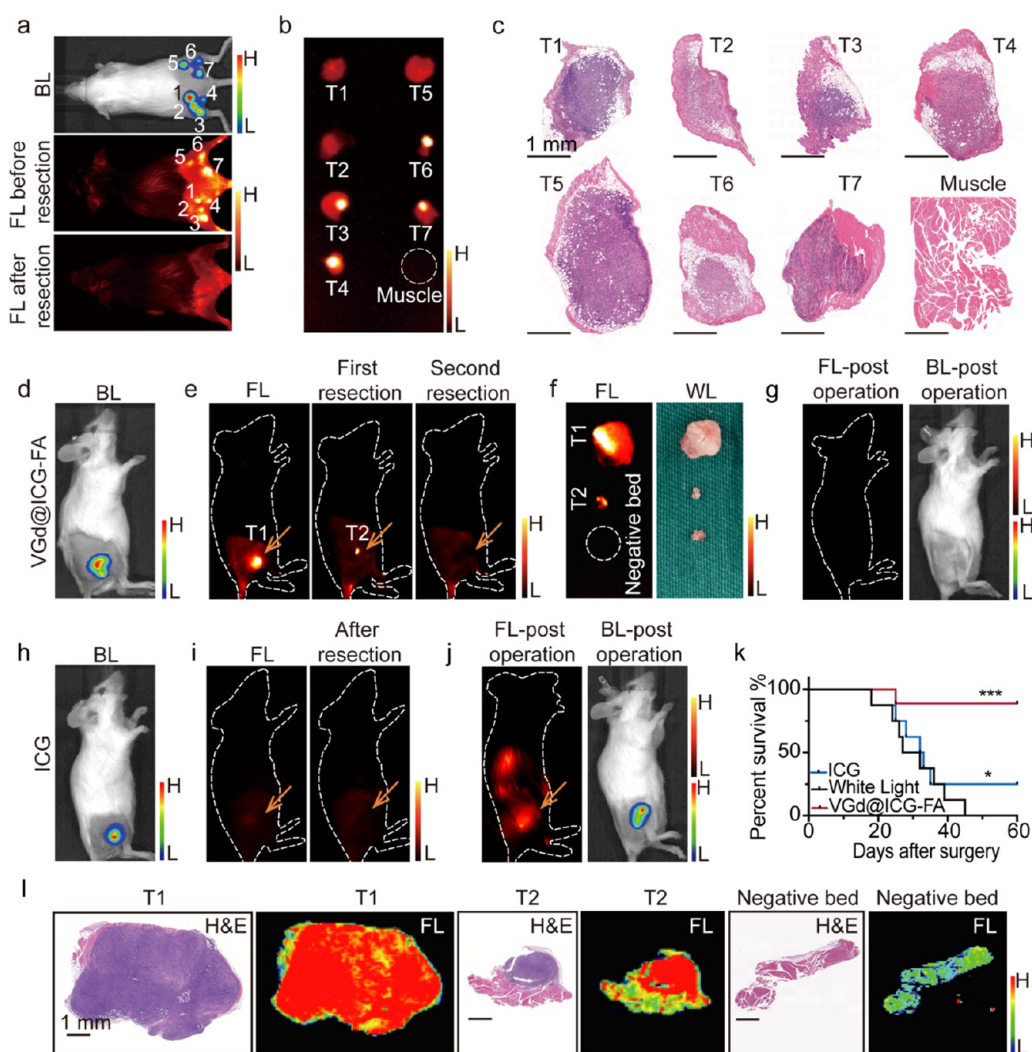 a
BL
6
5
7
1
4
2
3
H
L
FL before
resection
6
5
7
1
2
4
3
H
L
FL after
resection
b
T1
T5
T2
T6
T3
T7
T4
Muscle
H
L
c
T1
T2
T3
T4
1 mm
T5
T6
T7
Muscle
VGd@ICG-FA
d
BL
H
L
e
FL
First
resection
Second
resection
T1
T2
H
L
f
FL
WL
T1
T2
Negative bed
H
L
g
FL-post
operation
BL-post
operation
H
L
H
L
ICG
h
BL
H
L
i
FL
After
resection
H
L
j
FL-post
operation
BL-post
operation
H
L
H
L
k
Percent survival %
100
50
0
***
*
ICG
White Light
VGd@ICG-FA
0
20
40
60
Days after surgery
l
T1
T1
T2
T2
Negative bed
Negative bed
H&E
FL
H&E
FL
H&E
FL
1 mm
H
L